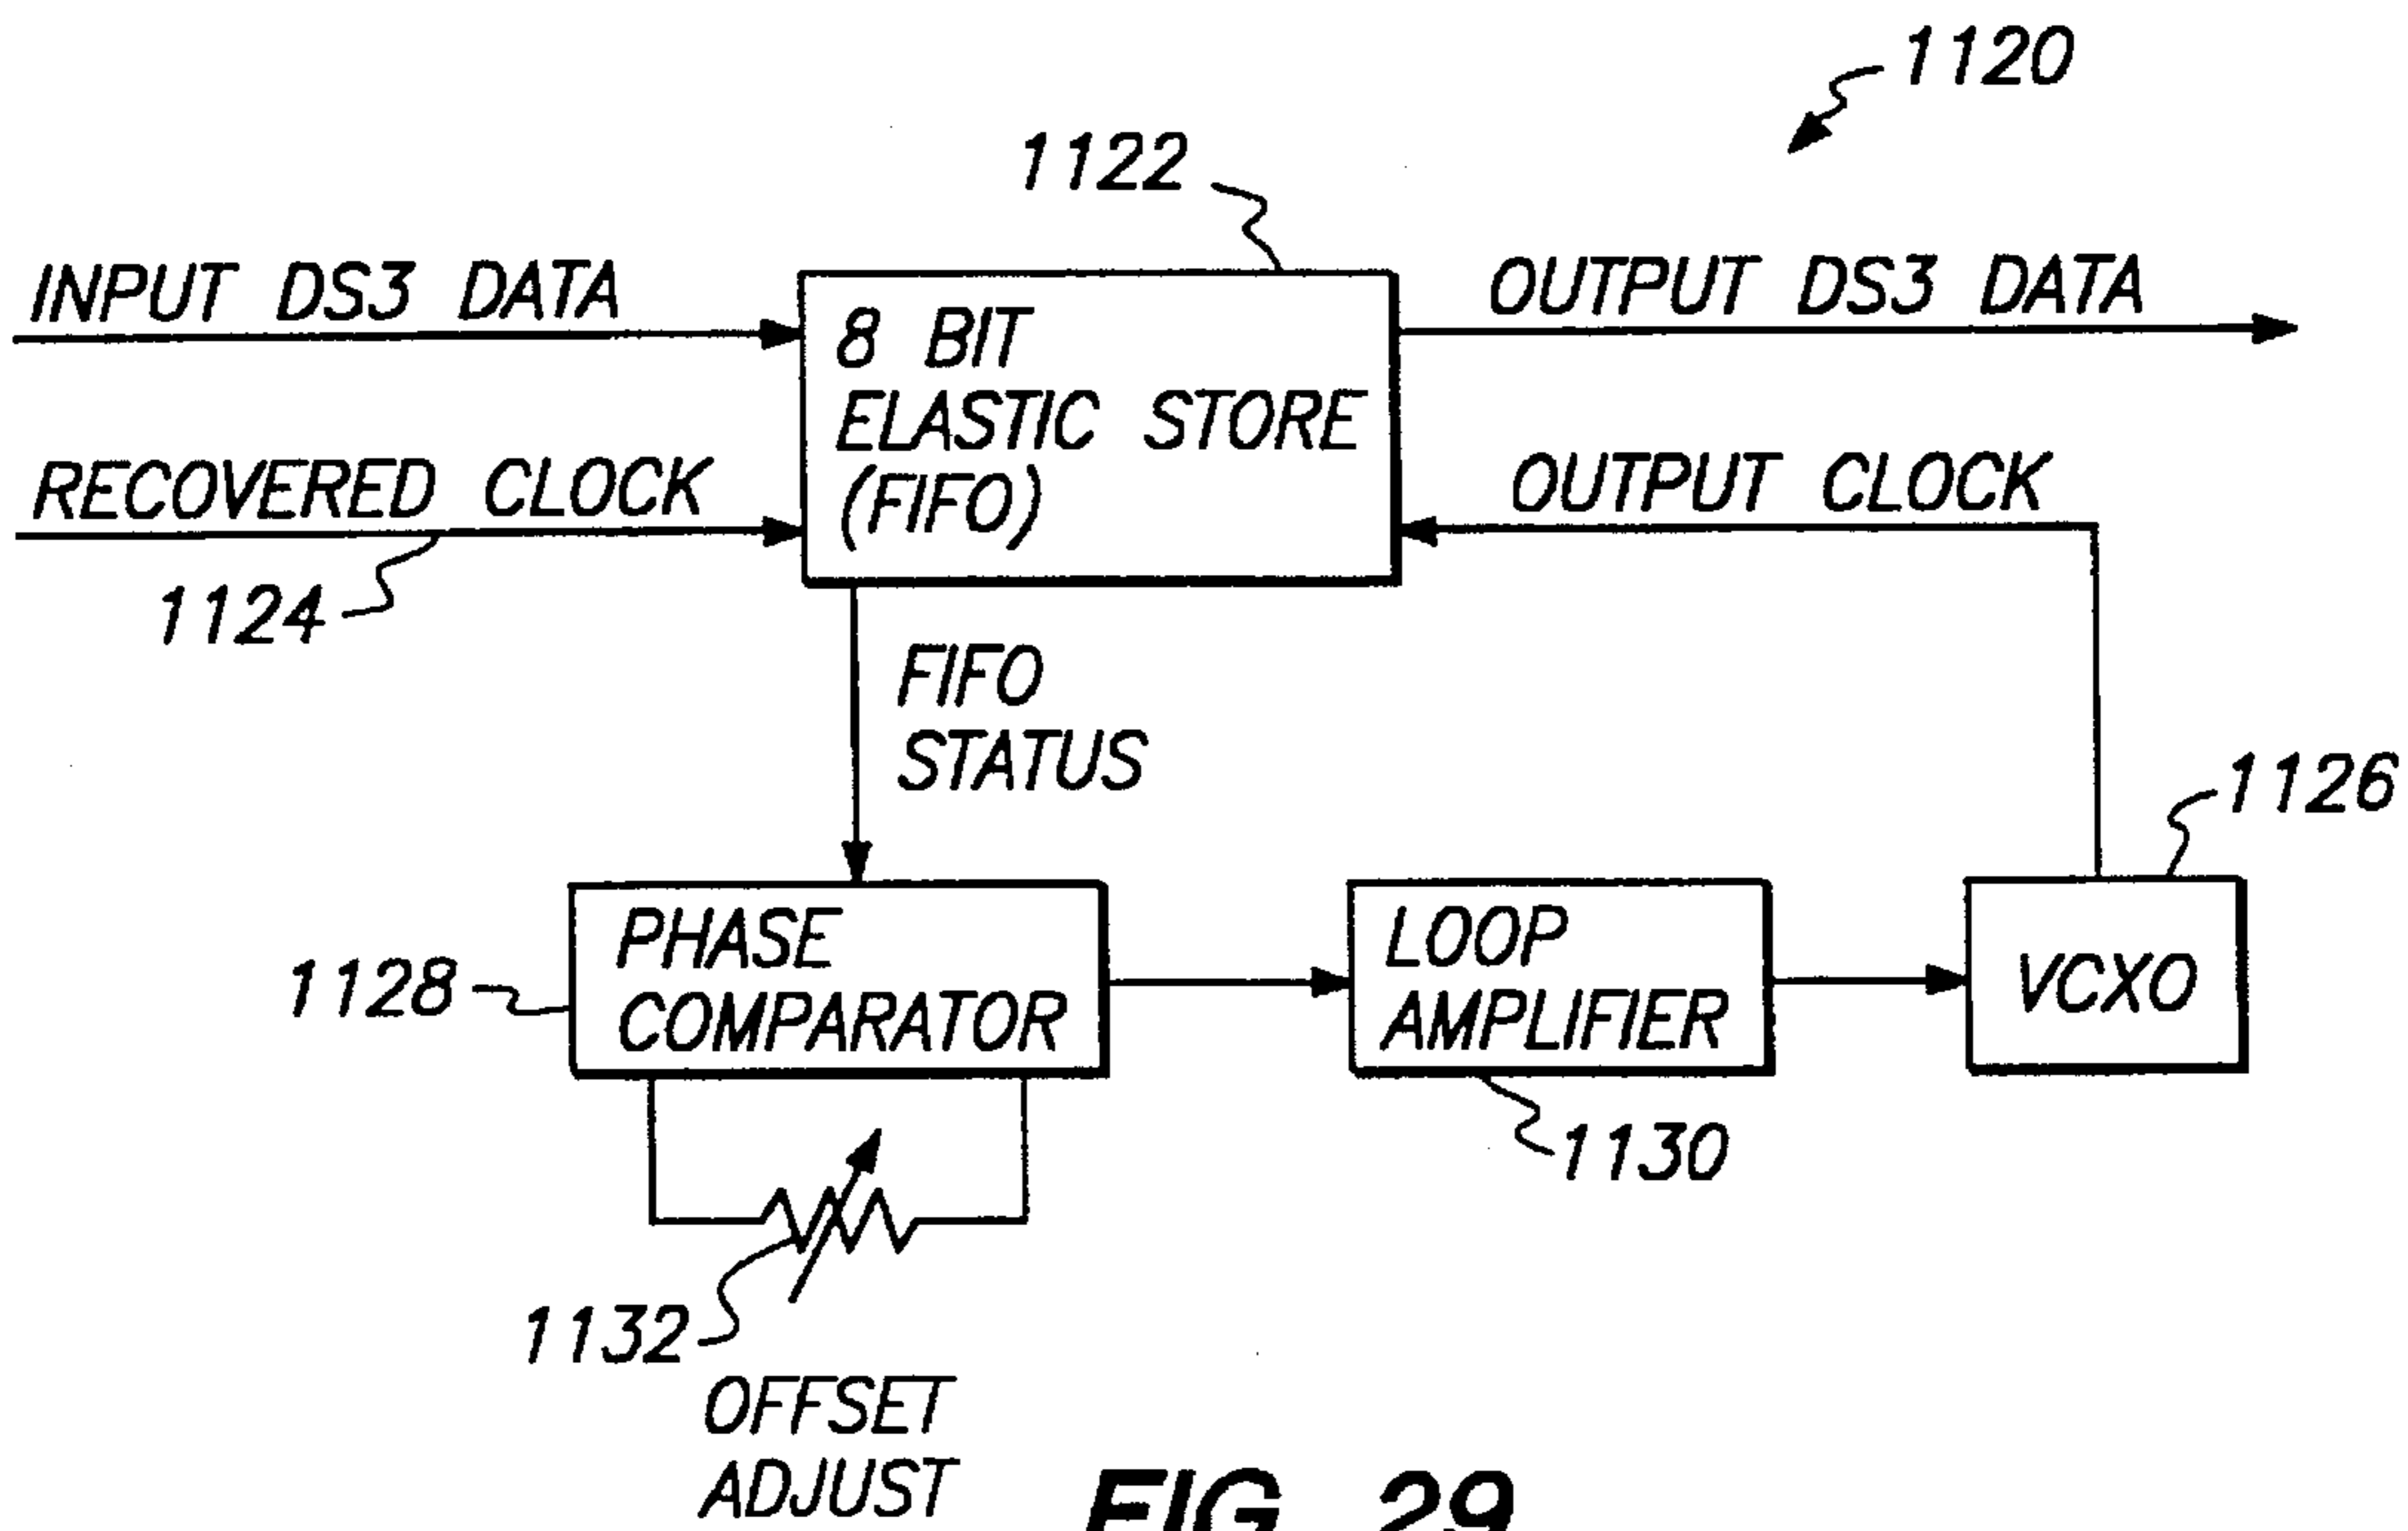 1120
1122
INPUT DS3 DATA
OUTPUT DS3 DATA
8 BIT
ELASTIC STORE
(FIFO)
RECOVERED CLOCK
OUTPUT CLOCK
1124
FIFO
STATUS
1126
PHASE
COMPARATOR
LOOP
AMPLIFIER
VCXO
1128
1130
1132
OFFSET
ADJUST
FIG. 29